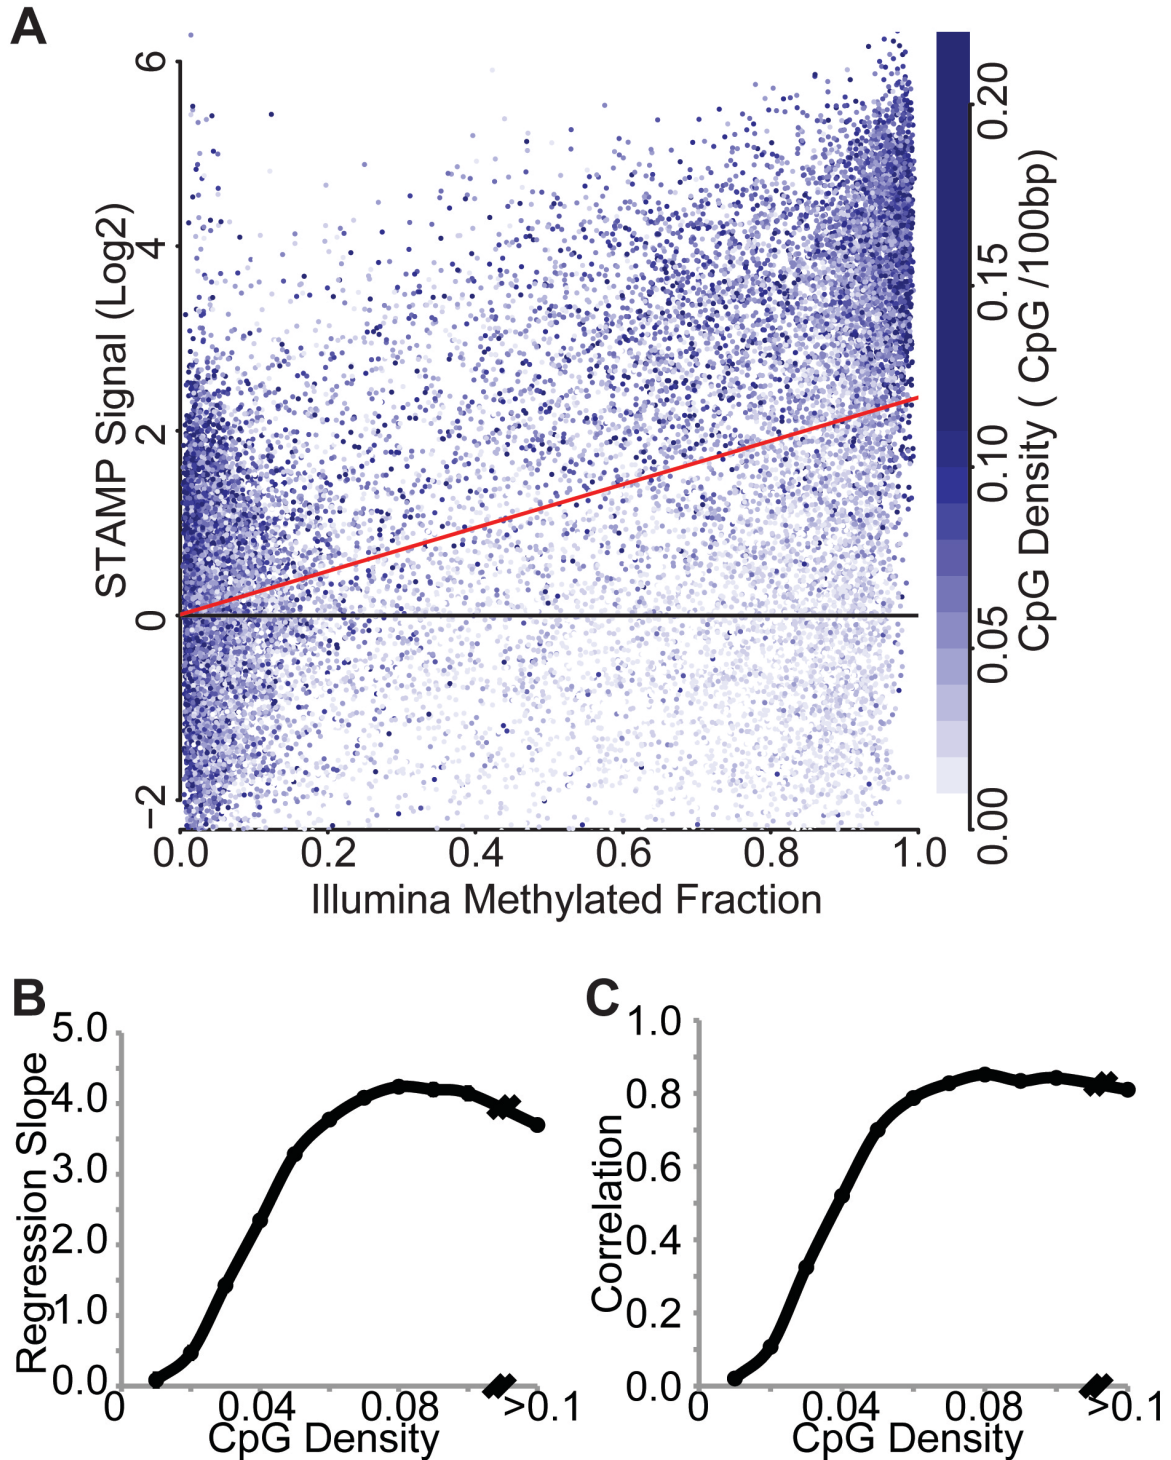 A
6
4
2
0
−2
STAMP Signal (Log2)
0.0 0.2 0.4 0.6 0.8 1.0
Illumina Methylated Fraction
0.20
0.15
0.10
0.05
0.00
CpG Density ( CpG /100bp)
B
5.0
4.0
3.0
2.0
1.0
0.0
Regression Slope
0 0.04 0.08 >0.1
CpG Density
C
1.0
0.8
0.6
0.4
0.2
0.0
Correlation
0 0.04 0.08 >0.1
CpG Density